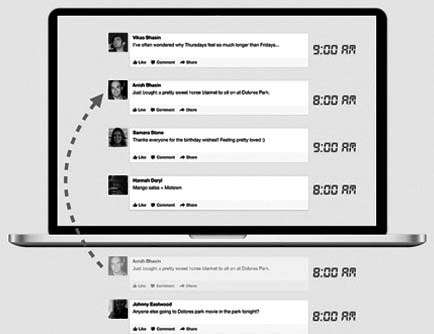 Vikas Bhasin
I've often wondered why Thursdays feel so much longer than Fridays...
Like Comment Share
9:00 AM
Anish Bhasin
Just bought a pretty sweet horse blanket to sit on at Dolores Park.
Like Comment Share
8:00 AM
Samara Stone
Thanks everyone for the birthday wishes!! Feeling pretty loved :)
Like Comment Share
9:00 AM
Hannah Daryl
Mango salsa + Motown
Like Comment Share
8:00 AM
Anish Bhasin
Just bought a pretty sweet horse blanket to sit on at Dolores Park.
Like Comment Share
8:00 AM
Johnny Eastwood
Anyone else going to Dolores park movie in the park tonight?
Like Comment Share
8:00 AM